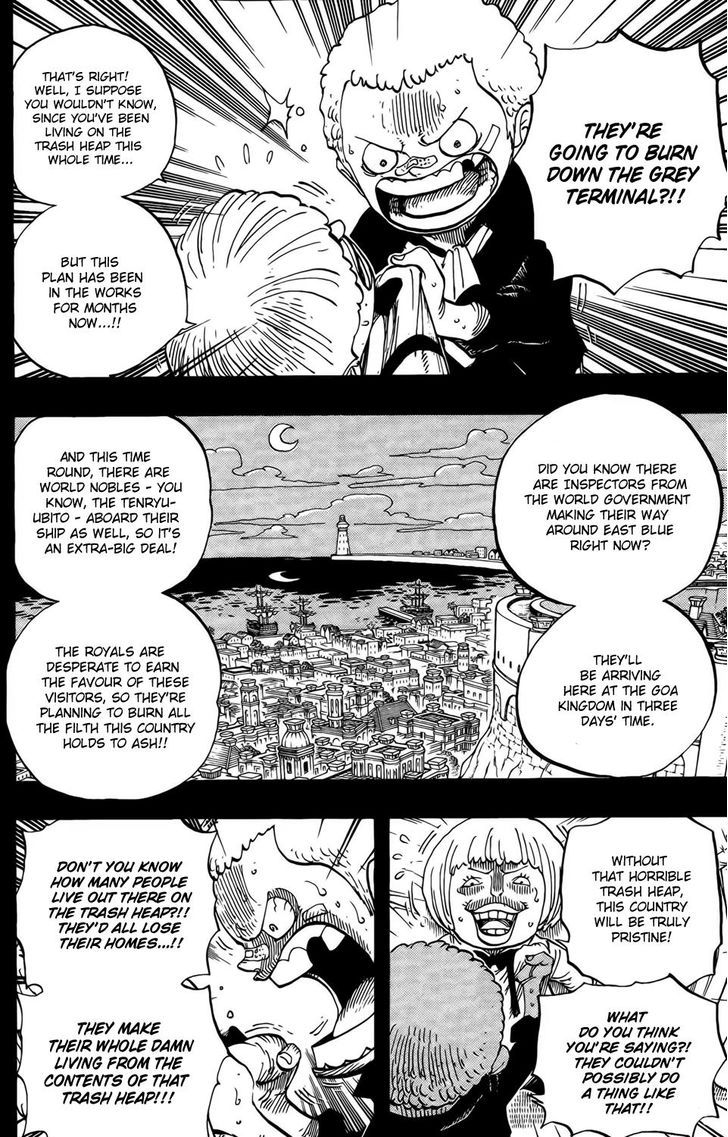 THEY'RE
GOING TO BURN
DOWN THE GREY
TERMINAL?!!
THAT'S RIGHT!
WELL, I SUPPOSE
YOU WOULDN'T KNOW,
SINCE YOU'VE BEEN
LIVING ON THE
TRASH HEAP THIS
WHOLE TIME...
BUT THIS
PLAN HAS BEEN
IN THE WORKS
FOR MONTHS
NOW...!!
DID YOU KNOW THERE
ARE INSPECTORS FROM
THE WORLD GOVERNMENT
MAKING THEIR WAY
AROUND EAST BLUE
RIGHT NOW?
THEY'LL
BE ARRIVING
HERE AT THE GOA
KINGDOM IN THREE
DAYS' TIME.
AND THIS TIME
ROUND, THERE ARE
WORLD NOBLES - YOU
KNOW, THE TENRYU-
UBITO - ABOARD THEIR
SHIP AS WELL, SO IT'S
AN EXTRA-BIG DEAL!
THE ROYALS ARE
DESPERATE TO EARN
THE FAVOUR OF THESE
VISITORS, SO THEY'RE
PLANNING TO BURN ALL
THE FILTH THIS COUNTRY
HOLDS TO ASH!!
WITHOUT
THAT HORRIBLE
TRASH HEAP,
THIS COUNTRY
WILL BE TRULY
PRISTINE!
WHAT
DO YOU THINK
YOU'RE SAYING?!
THEY COULDN'T
POSSIBLY DO
A THING LIKE
THAT!!
DON'T YOU KNOW
HOW MANY PEOPLE
LIVE OUT THERE ON
THE TRASH HEAP?!!
THEY'D ALL LOSE
THEIR HOMES...!!
THEY MAKE
THEIR WHOLE DAMN
LIVING FROM THE
CONTENTS OF THAT
TRASH HEAP!!!